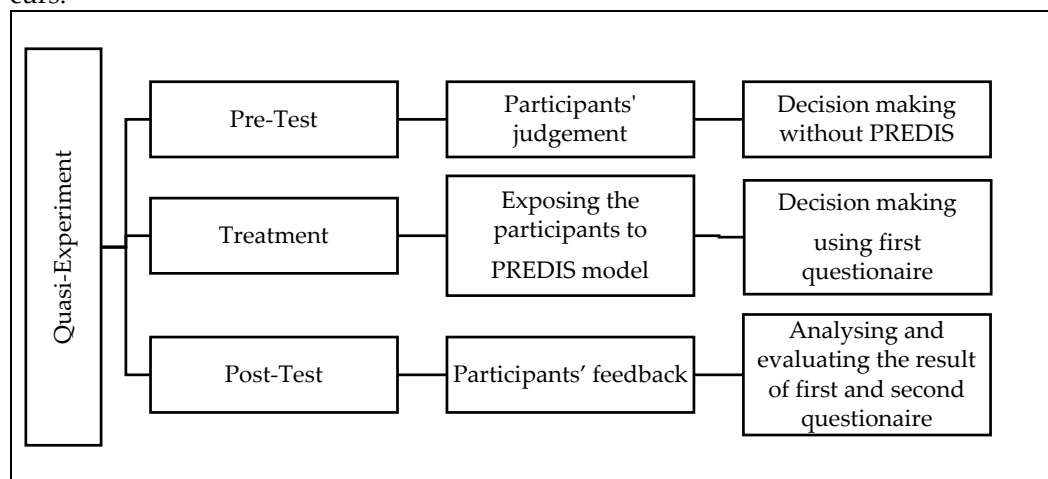 Quasi-Experiment
Pre-Test
Participants'
judgement
Decision making
without PREDIS
Treatment
Exposing the
participants to
PREDIS model
Decision making
using first
questionaire
Post-Test
Participants’ feedback
Analysing and
evaluating the result
of first and second
questionaire